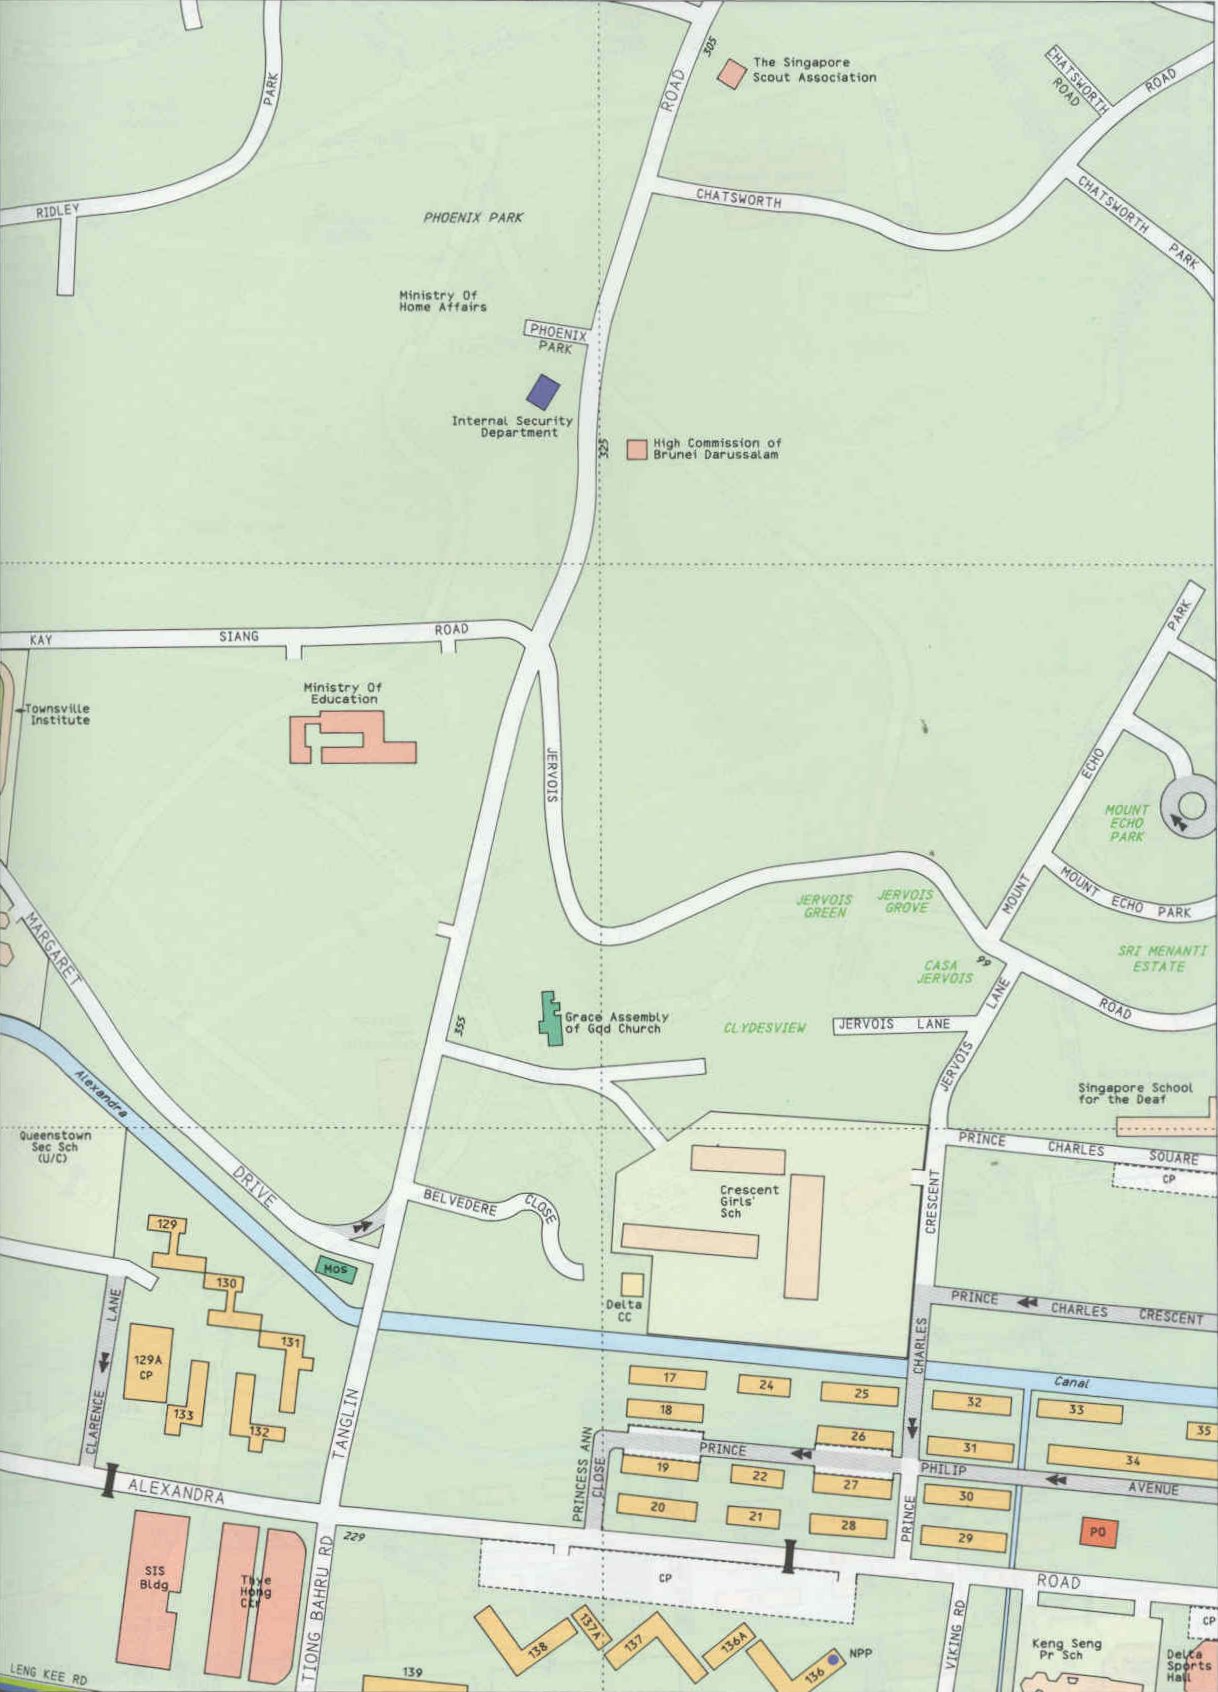 ROAD
305
The Singapore
Scout Association
CHATSWORTH
ROAD
ROAD
PARK
RIDLEY
PHOENIX PARK
CHATSWORTH
CHATSWORTH
PARK
Ministry Of
Home Affairs
PHOENIX
PARK
Internal Security
Department
325
High Commission of
Brunei Darussalam
KAY
SIANG
ROAD
PARK
Townsville
Institute
Ministry Of
Education
JERVOIS
ECHO
MOUNT
ECHO
PARK
MOUNT
MOUNT
ECHO
PARK
JERVOIS
GREEN
JERVOIS
GROVE
SRI MENANTI
ESTATE
MARGARET
CASA
JERVOIS
99
LANE
ROAD
355
Grace Assembly
of God Church
CLYDESVIEW
JERVOIS LANE
JERVOIS
Alexandra
Singapore School
for the Deaf
Queenstown
Sec Sch
(U/C)
PRINCE
CHARLES
SQUARE
CP
DRIVE
BELVEDERE
CLOSE
Crescent
Girls'
Sch
CRESCENT
129
MOS
130
LANE
Delta
CC
PRINCE
CHARLES
CRESCENT
CHARLES
131
129A
CP
133
132
CLARENCE
TANGLIN
17
24
25
32
Canal
33
18
26
31
35
34
PRINCESS ANN
CLOSE
PRINCE
PHILIP
AVENUE
19
22
27
30
20
21
28
29
PRINCE
PO
ALEXANDRA
229
ROAD
SIS
Bldg
Thye
Hong
Ctr
TIONG BAHRU RD
CP
VIKING RD
CP
138
137A
137
136A
136
NPP
Keng Seng
Pr Sch
Delta
Sports
Hall
LENG KEE RD
139